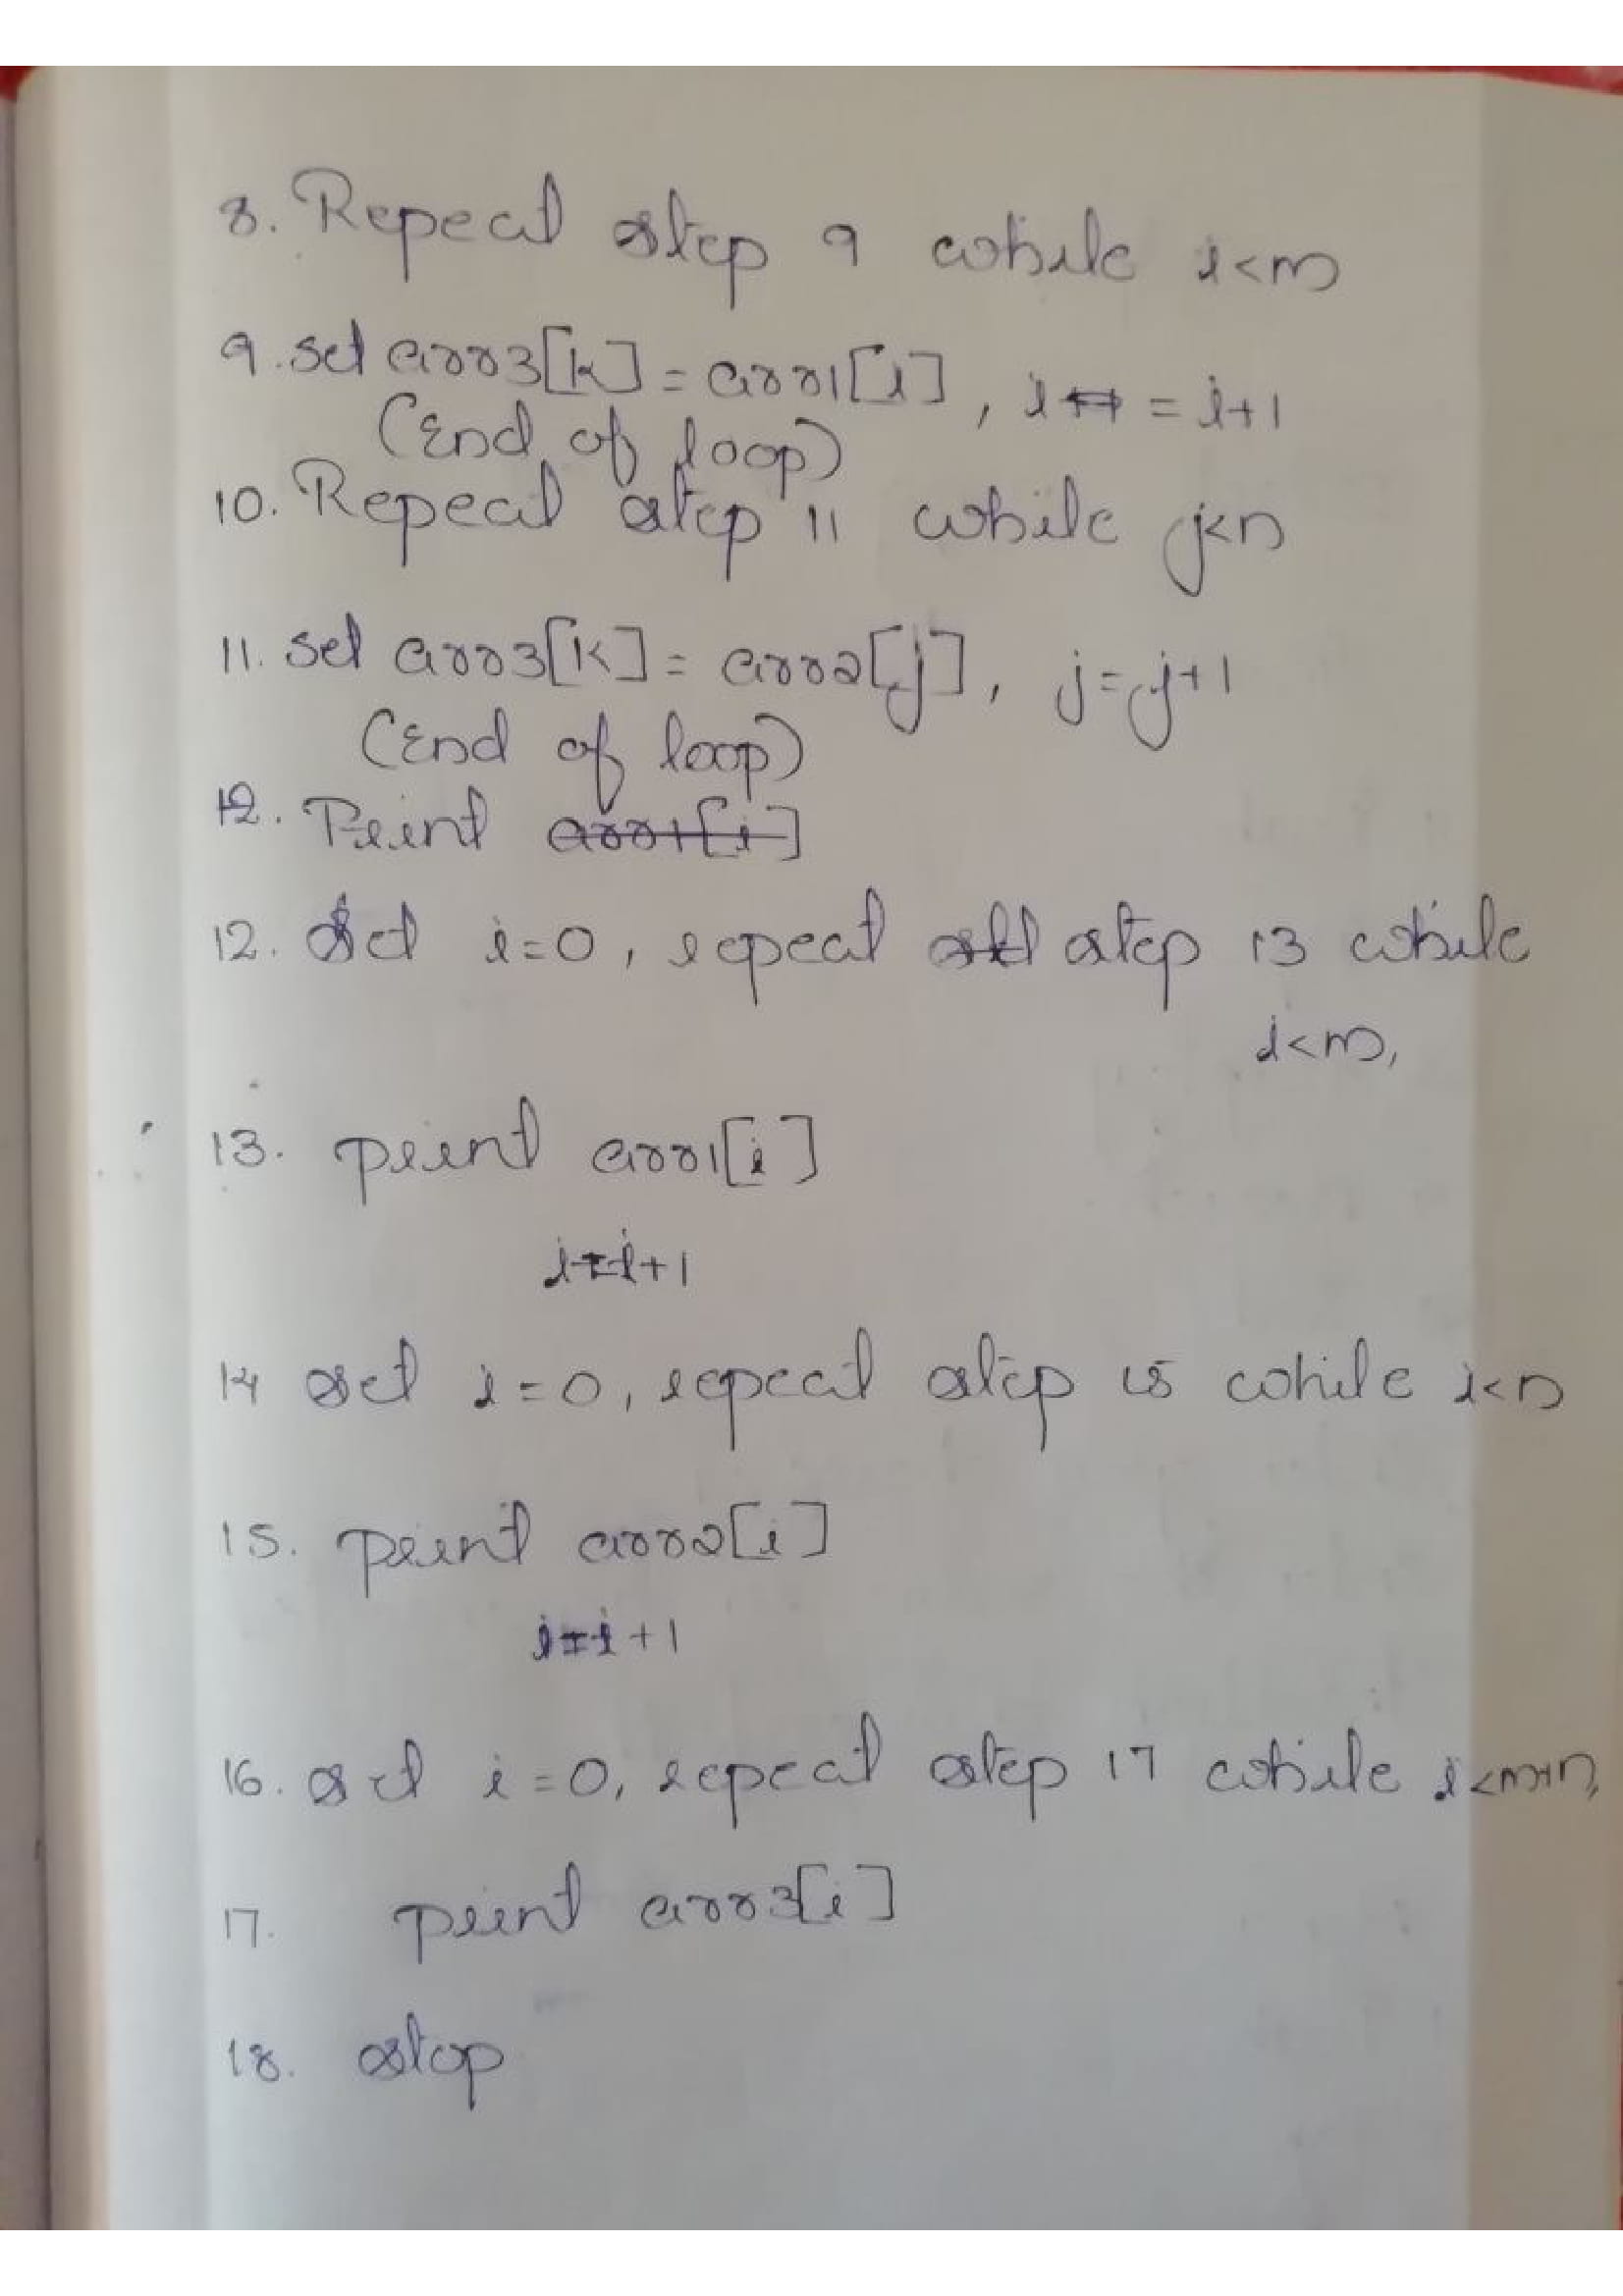 8. Repeat step 9 while i<m
9. set arr3[k] = arr1[i], i = i+1
(End of loop)
10. Repeat step 11 while j<n
11. set arr3[k] = arr2[j], j=j+1
(End of loop)
12. Print arr1[i]
12. Set i=0, repeat step 13 while
i<m,
13. print arr1[i]
i=i+1
14 set i=0, repeat step 15 while i<n
15. print arr2[i]
i=i+1
16. set i=0, repeat step 17 while i<m+n,
17. print arr3[i]
18. stop